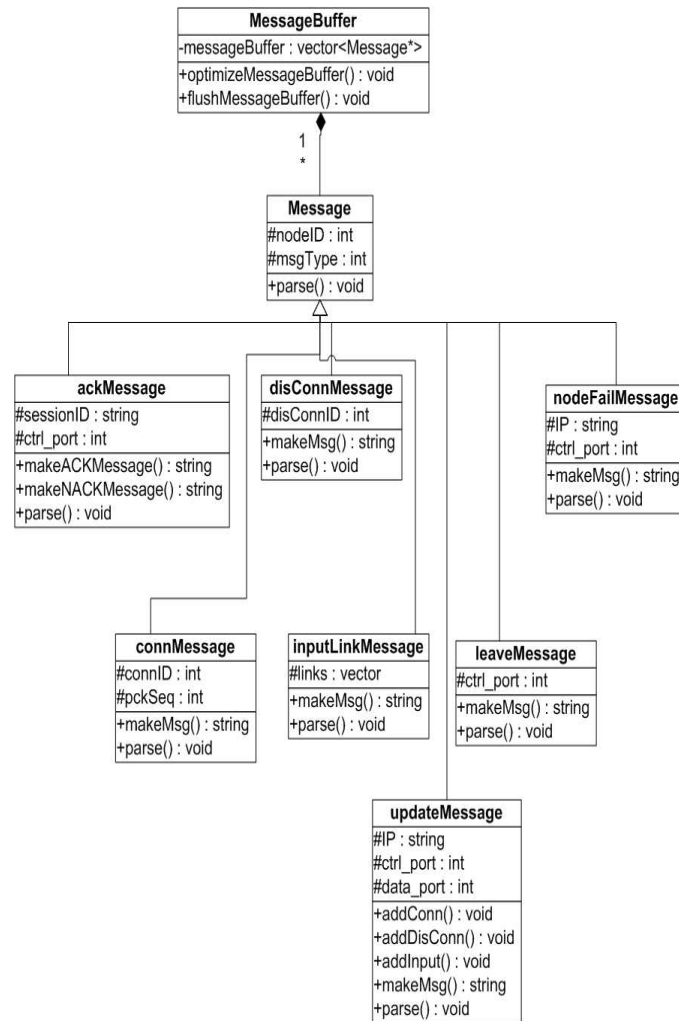 MessageBuffer
-messageBuffer : vector<Message*>
+optimizeMessageBuffer() : void
+flushMessageBuffer() : void
1
*
Message
#nodeID : int
#msgType : int
+parse() : void
ackMessage
#sessionID : string
#ctrl_port : int
+makeACKMessage() : string
+makeNACKMessage() : string
+parse() : void
disConnMessage
#disConnID : int
+makeMsg() : string
+parse() : void
nodeFailMessage
#IP : string
#ctrl_port : int
+makeMsg() : string
+parse() : void
connMessage
#connID : int
#pckSeq : int
+makeMsg() : string
+parse() : void
inputLinkMessage
#links : vector
+makeMsg() : string
+parse() : void
leaveMessage
#ctrl_port : int
+makeMsg() : string
+parse() : void
updateMessage
#IP : string
#ctrl_port : int
#data_port : int
+addConn() : void
+addDisConn() : void
+addInput() : void
+makeMsg() : string
+parse() : void